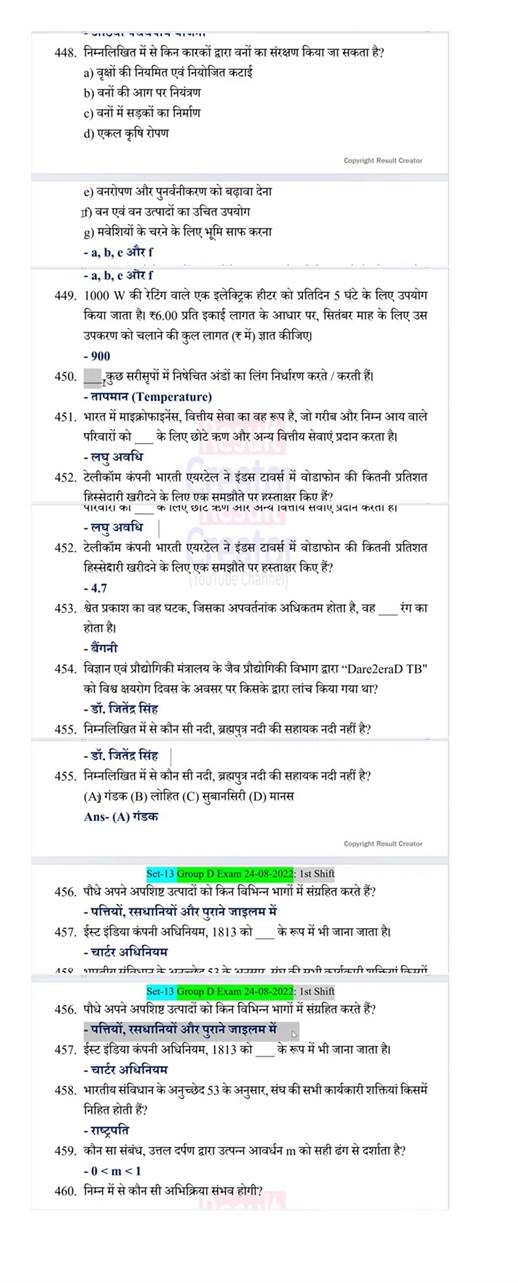 448. निम्नलिखित में से किन कारकों द्वारा वनों का संरक्षण किया जा सकता है?
a) वृक्षों की नियमित एवं नियोजित कटाई
b) वनों की आग पर नियंत्रण
c) वनों में सड़कों का निर्माण
d) एकल कृषि रोपण
Copyright Result Creator
e) वनरोपण और पुनर्वनीकरण को बढ़ावा देना
f) वन एवं वन उत्पादों का उचित उपयोग
g) मवेशियों के चरने के लिए भूमि साफ करना
- a, b, e और f
- a, b, e और f
449. 1000 W की रेटिंग वाले एक इलेक्ट्रिक हीटर को प्रतिदिन 5 घंटे के लिए उपयोग
किया जाता है। ₹6.00 प्रति इकाई लागत के आधार पर, सितंबर माह के लिए उस
उपकरण को चलाने की कुल लागत (₹ में) ज्ञात कीजिए।
- 900
450. ___,कुछ सरीसृपों में निषेचित अंडों का लिंग निर्धारण करते / करती हैं।
- तापमान (Temperature)
451. भारत में माइक्रोफाइनेंस, वित्तीय सेवा का वह रूप है, जो गरीब और निम्न आय वाले
परिवारों को ___ के लिए छोटे ऋण और अन्य वित्तीय सेवाएं प्रदान करता है।
- लघु अवधि
452. टेलीकॉम कंपनी भारती एयरटेल ने इंडस टावर्स में वोडाफोन की कितनी प्रतिशत
हिस्सेदारी खरीदने के लिए एक समझौते पर हस्ताक्षर किए हैं?
परिवारों को ___ के लिए छोटे ऋण और अन्य वित्तीय सेवाएं प्रदान करता है।
- लघु अवधि
452. टेलीकॉम कंपनी भारती एयरटेल ने इंडस टावर्स में वोडाफोन की कितनी प्रतिशत
हिस्सेदारी खरीदने के लिए एक समझौते पर हस्ताक्षर किए हैं?
(YouTube Channel)
- 4.7
453. श्वेत प्रकाश का वह घटक, जिसका अपवर्तनांक अधिकतम होता है, वह ___ रंग का
होता है।
- बैंगनी
454. विज्ञान एवं प्रौद्योगिकी मंत्रालय के जैव प्रौद्योगिकी विभाग द्वारा “Dare2eraD TB"
को विश्व क्षयरोग दिवस के अवसर पर किसके द्वारा लांच किया गया था?
- डॉ. जितेंद्र सिंह
455. निम्नलिखित में से कौन सी नदी, ब्रह्मपुत्र नदी की सहायक नदी नहीं है?
- डॉ. जितेंद्र सिंह
455. निम्नलिखित में से कौन सी नदी, ब्रह्मपुत्र नदी की सहायक नदी नहीं है?
(A) गंडक (B) लोहित (C) सुबानसिरी (D) मानस
Ans- (A) गंडक
Copyright Result Creator
Set-13 Group D Exam 24-08-2022: 1st Shift
456. पौधे अपने अपशिष्ट उत्पादों को किन विभिन्न भागों में संग्रहित करते हैं?
- पत्तियों, रसधानियों और पुराने जाइलम में
457. ईस्ट इंडिया कंपनी अधिनियम, 1813 को ___ के रूप में भी जाना जाता है।
- चार्टर अधिनियम
458 भारतीय संविधान के अनुच्छेद 53 के अनुसार, संघ की सभी कार्यकारी शक्तियां किसमें
Set-13 Group D Exam 24-08-2022: 1st Shift
456. पौधे अपने अपशिष्ट उत्पादों को किन विभिन्न भागों में संग्रहित करते हैं?
- पत्तियों, रसधानियों और पुराने जाइलम में
457. ईस्ट इंडिया कंपनी अधिनियम, 1813 को ___ के रूप में भी जाना जाता है।
- चार्टर अधिनियम
458. भारतीय संविधान के अनुच्छेद 53 के अनुसार, संघ की सभी कार्यकारी शक्तियां किसमें
निहित होती हैं?
- राष्ट्रपति
459. कौन सा संबंध, उत्तल दर्पण द्वारा उत्पन्न आवर्धन m को सही ढंग से दर्शाता है?
- 0 < m < 1
460. निम्न में से कौन सी अभिक्रिया संभव होगी?